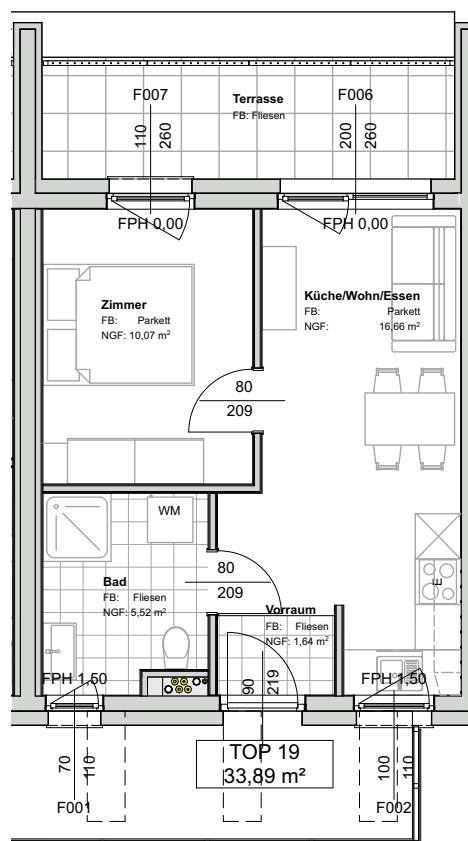 F007
Terrasse
F006
FB: Fliesen
110
260
200
260
FPH 0,00
FPH 0,00
Zimmer
FB: Parkett
NGF: 10,07 m²
Küche/Wohn/Essen
FB: Parkett
NGF: 16,66 m²
80
209
WM
80
209
Bad
FB: Fliesen
NGF: 5,52 m²
E
Vorraum
FB: Fliesen
NGF: 1,64 m²
FPH 1,50
90
219
FPH 1,50
70
110
TOP 19
33,89 m²
100
110
F001
F002